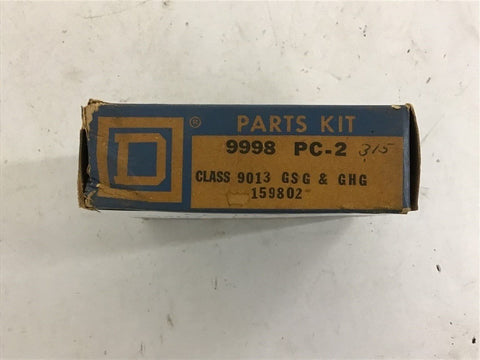 D ® PARTS KIT
9998 PC-2 315
CLASS 9013 GSG & GHG
159802